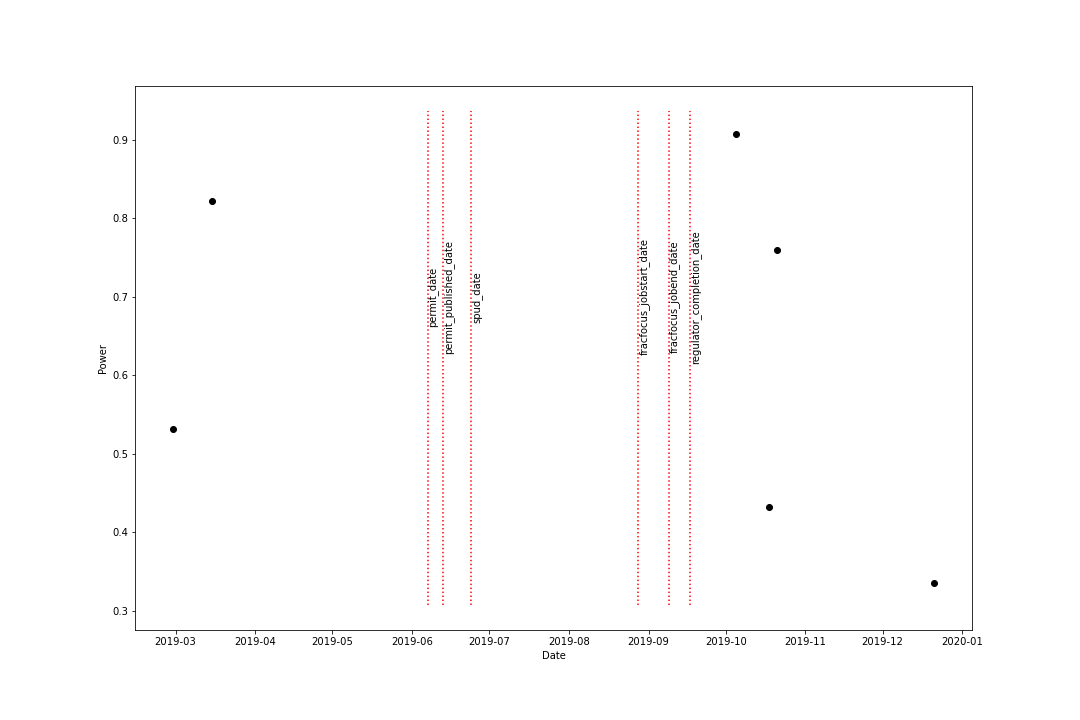 0.9
0.8
0.7
0.6
0.5
0.4
0.3
Power
permit_date
permit_published_date
spud_date
fracfocus_jobstart_date
fracfocus_jobend_date
regulator_completion_date
2019-03 2019-04 2019-05 2019-06 2019-07 2019-08 2019-09 2019-10 2019-11 2019-12 2020-01
Date